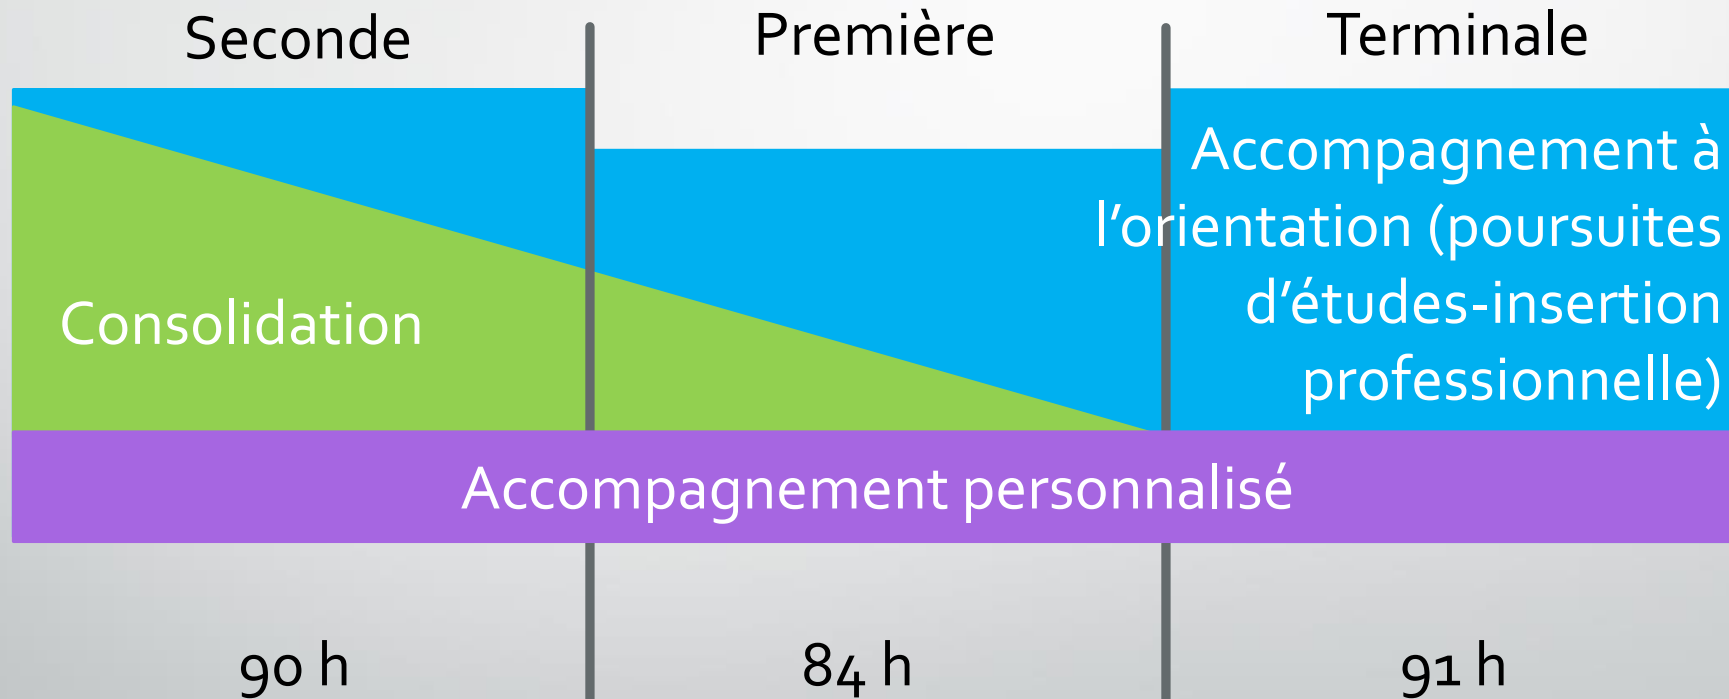 Seconde
Première
Terminale
Consolidation
Accompagnement à
l'orientation (poursuites
d'études-insertion
professionnelle)
Accompagnement personnalisé
90 h
84 h
91 h